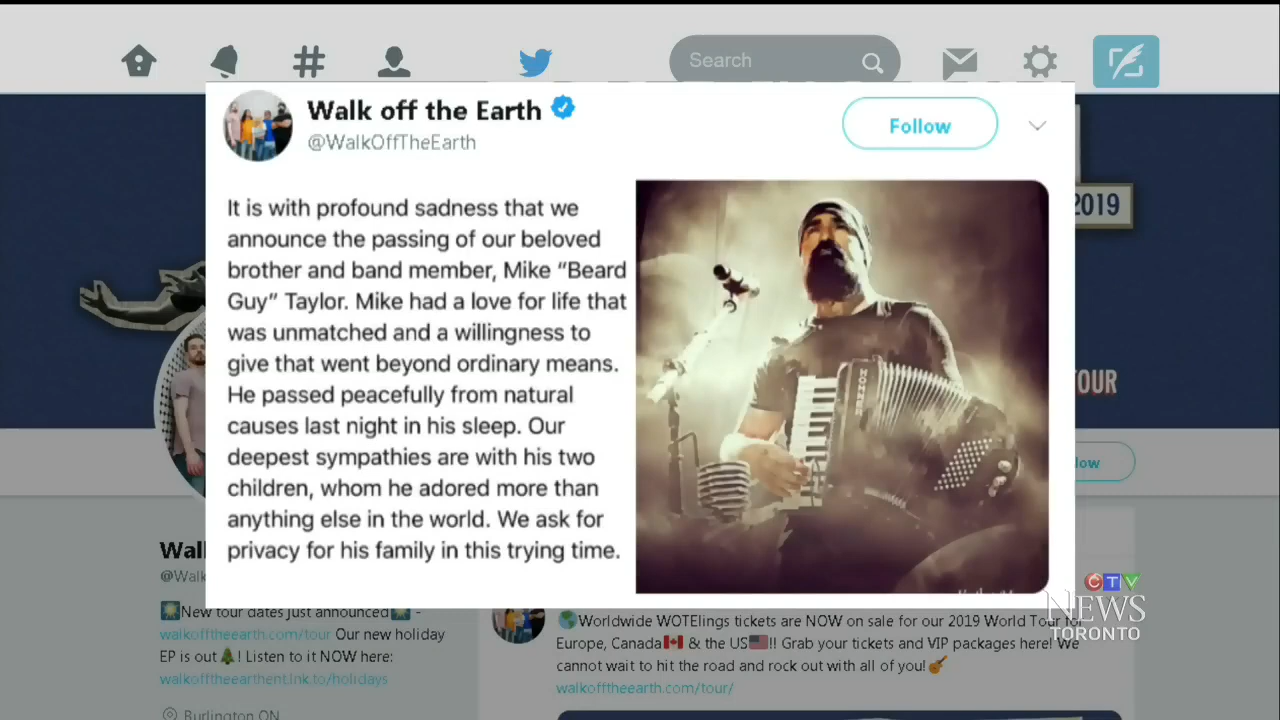 Search
Walk off the Earth
@WalkOffTheEarth
Follow
It is with profound sadness that we
announce the passing of our beloved
brother and band member, Mike “Beard
Guy” Taylor. Mike had a love for life that
was unmatched and a willingness to
give that went beyond ordinary means.
He passed peacefully from natural
causes last night in his sleep. Our
deepest sympathies are with his two
children, whom he adored more than
anything else in the world. We ask for
privacy for his family in this trying time.
2019
TOUR
low
Wal
@Walk
New tour dates just announced -
walkofftheearth.com/tour Our new holiday
EP is out! Listen to it NOW here:
walkofftheearthent.lnk.to/holidays
Burlington ON
Worldwide WOTElings tickets are NOW on sale for our 2019 World Tour for
Europe, Canada & the US!! Grab your tickets and VIP packages here! We
cannot wait to hit the road and rock out with all of you!
walkofftheearth.com/tour/
CTV
NEWS
TORONTO